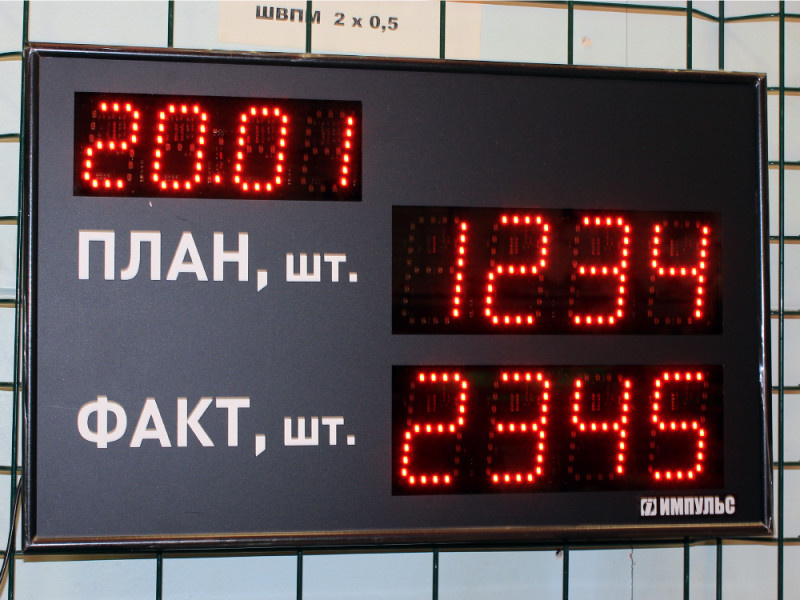 ШВПМ 2 x 0,5
20.01
ПЛАН, шт. 1234
ФАКТ, шт. 2345
ИМПУЛЬС